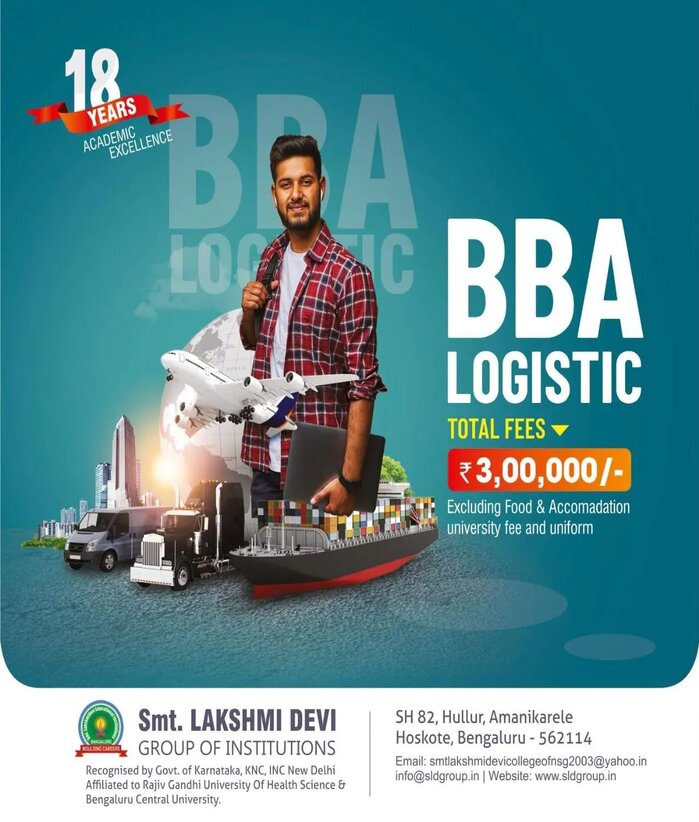 18
YEARS
ACADEMIC
EXCELLENCE
BBA
LOGISTIC
BBA
LOGISTIC
TOTAL FEES
₹ 3,00,000/-
Excluding Food & Accomadation
university fee and uniform
BANGALORE
MOULDING CAREERS
Smt. LAKSHMI DEVI
GROUP OF INSTITUTIONS
Recognised by Govt. of Karnataka, KNC, INC New Delhi
Affiliated to Rajiv Gandhi University Of Health Science &
Bengaluru Central University.
SH 82, Hullur, Amanikarele
Hoskote, Bengaluru - 562114
Email: smtlakshmidevicollegeofnsg2003@yahoo.in
info@sldgroup.in | Website: www.sldgroup.in